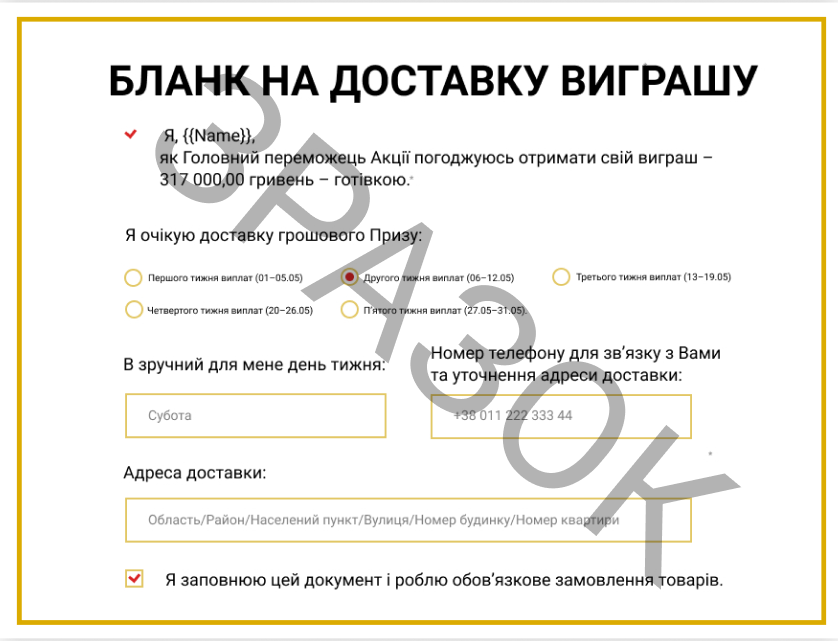 БЛАНК НА ДОСТАВКУ ВИГРАШУ
Я, {{Name}},
як Головний переможець Акції погоджуюсь отримати свій виграш –
317 000,00 гривень – готівкою.*
Я очікую доставку грошового Призу:
Першого тижня виплат (01–05.05)
Другого тижня виплат (06–12.05)
Третього тижня виплат (13–19.05)
Четвертого тижня виплат (20–26.05)
П'ятого тижня виплат (27.05–31.05).
В зручний для мене день тижня:
Субота
Номер телефону для зв’язку з Вами
та уточнення адреси доставки:
+38 011 222 333 44
Адреса доставки:
Область/Район/Населений пункт/Вулиця/Номер будинку/Номер квартири
Я заповнюю цей документ і роблю обов’язкове замовлення товарів.
ЗРАЗОК